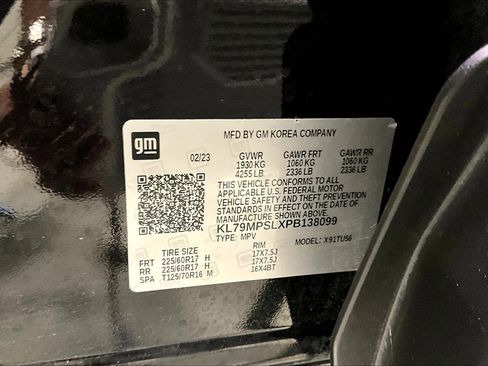 gm
MFD BY GM KOREA COMPANY
02/23 GVWR GAWR FRT GAWR RR
1930 KG 1060 KG 1060 KG
4255 LB 2336 LB 2336 LB
THIS VEHICLE CONFORMS TO ALL
APPLICABLE U.S. FEDERAL MOTOR
VEHICLE SAFETY AND THEFT PREVENTION
STANDARDS IN EFFECT ON THE DATE OF
MANUFACTURE SHOWN ABOVE.
KL79MPSLXPB138099
TYPE: MPV MODEL: X91TU56
TIRE SIZE RIM
FRT 225/60R17 H 17X7.5J
RR 225/60R17 H 17X7.5J
SPA T125/70R16 M 16X4BT